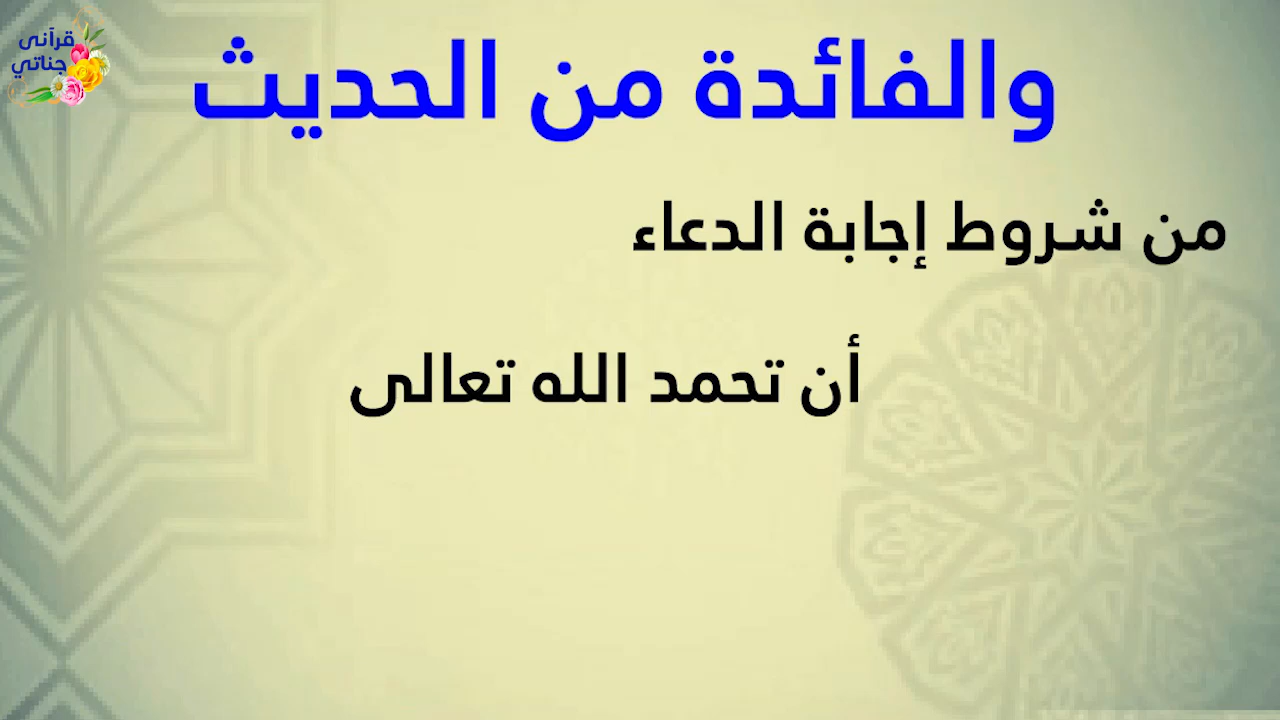 قرآنى
جناتي
والفائدة من الحديث
من شروط إجابة الدعاء
أن تحمد الله تعالى